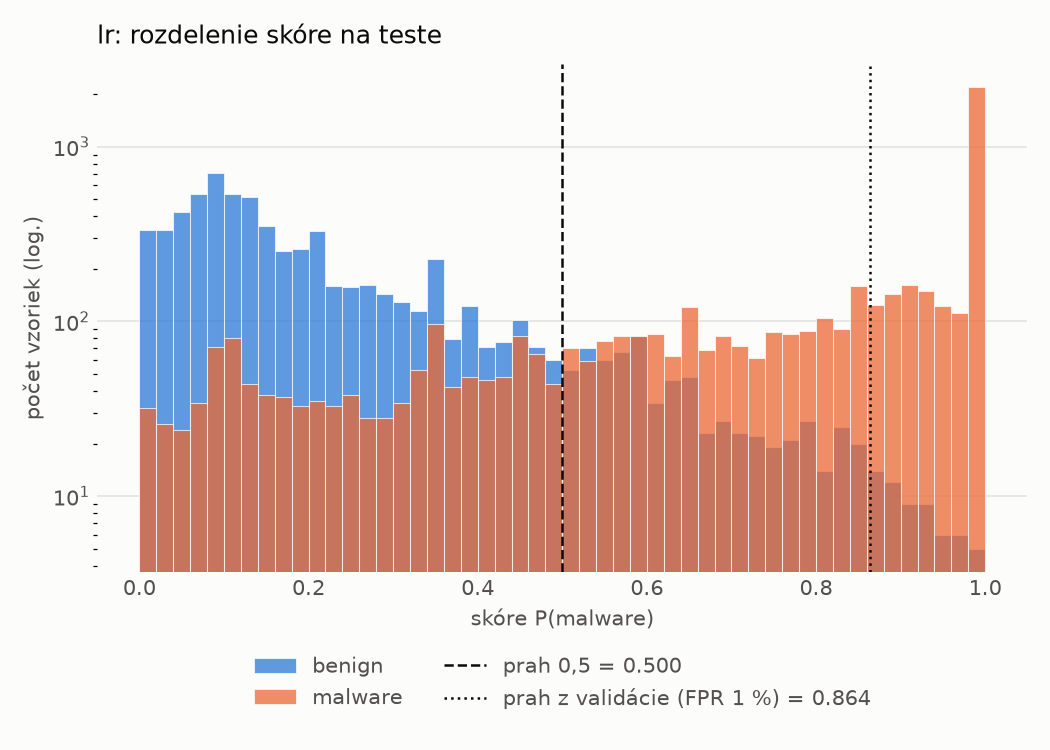 lr: rozdelenie skóre na teste
10³
10²
10¹
počet vzoriek (log.)
0.0 0.2 0.4 0.6 0.8 1.0
skóre P(malware)
benign
malware
prah 0,5 = 0.500
prah z validácie (FPR 1 %) = 0.864